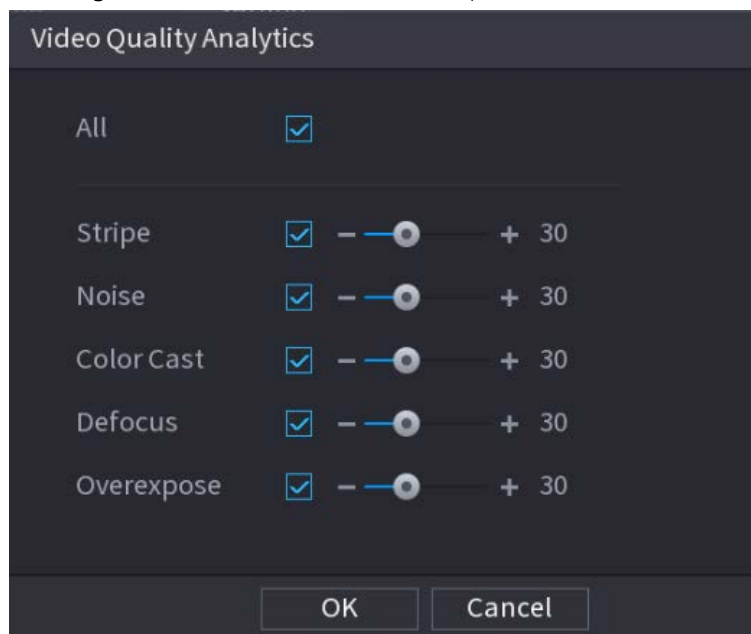 Video Quality Analytics
All
Stripe - + 30
Noise - + 30
Color Cast - + 30
Defocus - + 30
Overexpose - + 30
OK Cancel